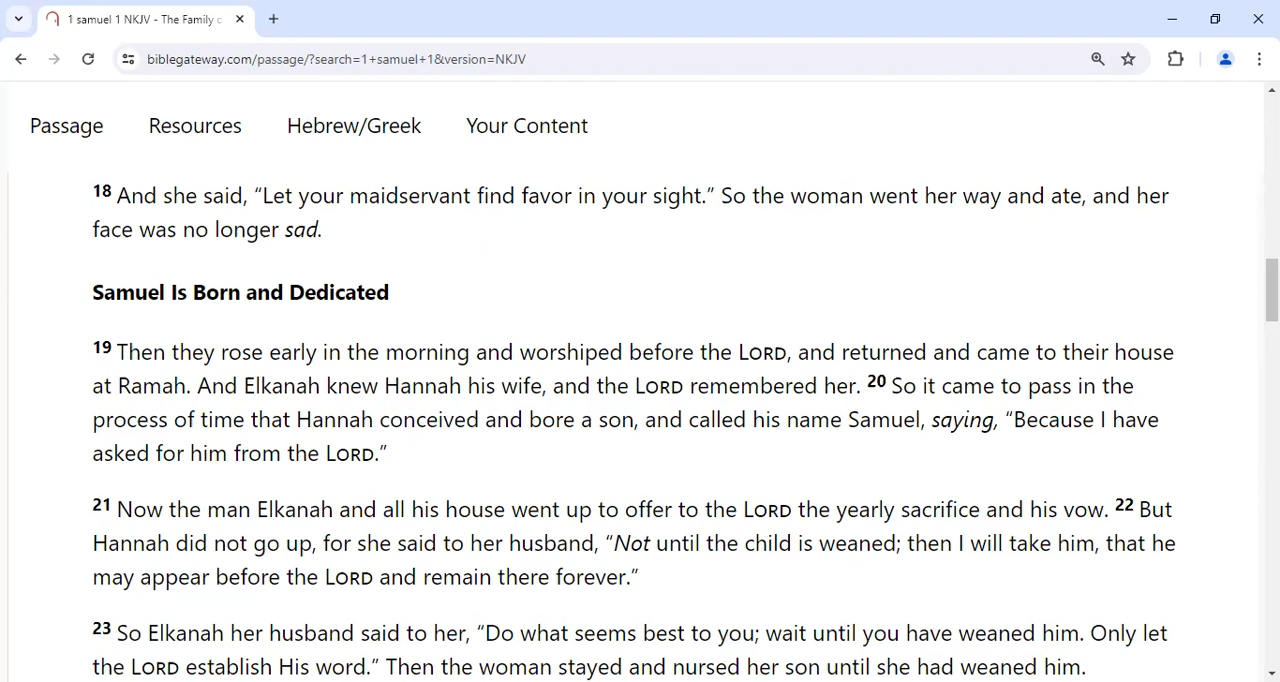 1 samuel 1 NKJV - The Family
biblegateway.com/passage/?search=1+samuel+1&version=NKJV
Passage Resources Hebrew/Greek Your Content
18 And she said, “Let your maidservant find favor in your sight.” So the woman went her way and ate, and her
face was no longer sad.
Samuel Is Born and Dedicated
19 Then they rose early in the morning and worshiped before the LORD, and returned and came to their house
at Ramah. And Elkanah knew Hannah his wife, and the LORD remembered her. 20 So it came to pass in the
process of time that Hannah conceived and bore a son, and called his name Samuel, saying, “Because I have
asked for him from the LORD.”
21 Now the man Elkanah and all his house went up to offer to the LORD the yearly sacrifice and his vow. 22 But
Hannah did not go up, for she said to her husband, “Not until the child is weaned; then I will take him, that he
may appear before the LORD and remain there forever.”
23 So Elkanah her husband said to her, “Do what seems best to you; wait until you have weaned him. Only let
the LORD establish His word.” Then the woman stayed and nursed her son until she had weaned him.